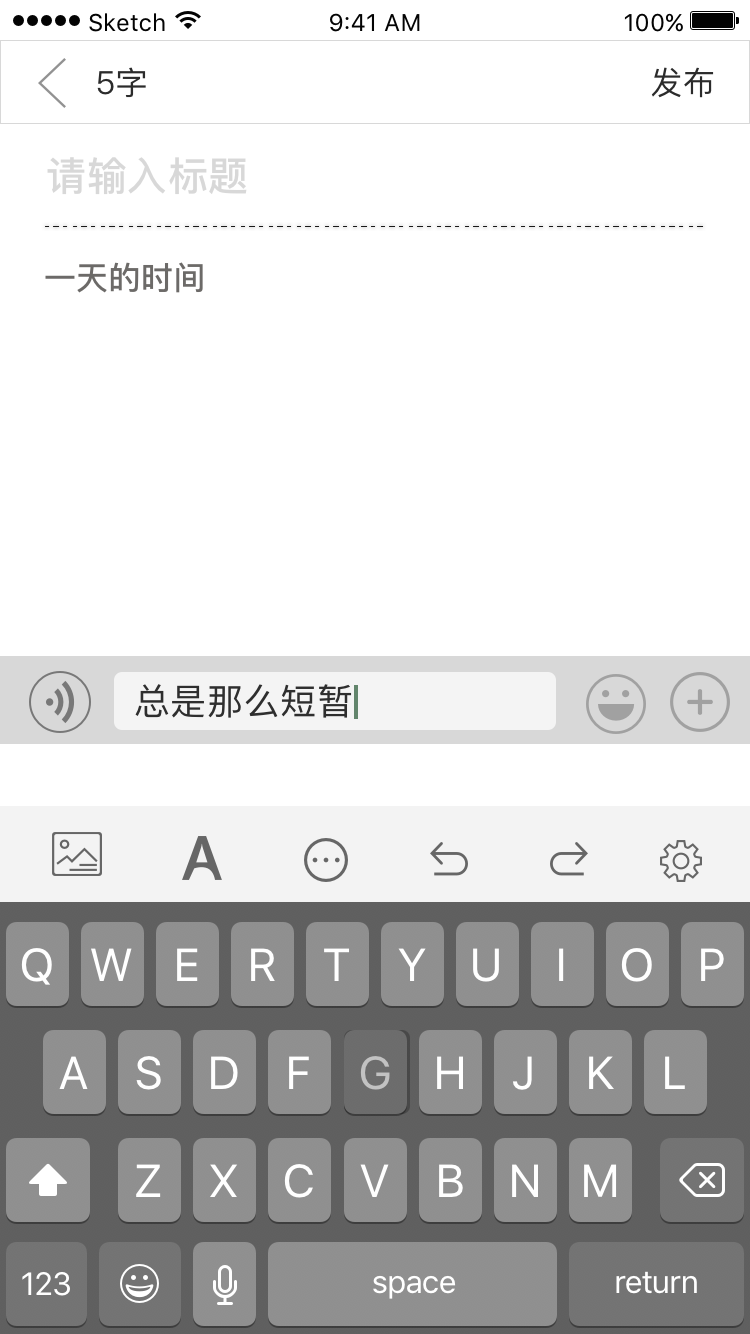 Sketch 9:41 AM 100%
5字 发布
请输入标题
一天的时间
总是那么短暂
A
Q W E R T Y U I O P
A S D F G H J K L
Z X C V B N M
123 space return